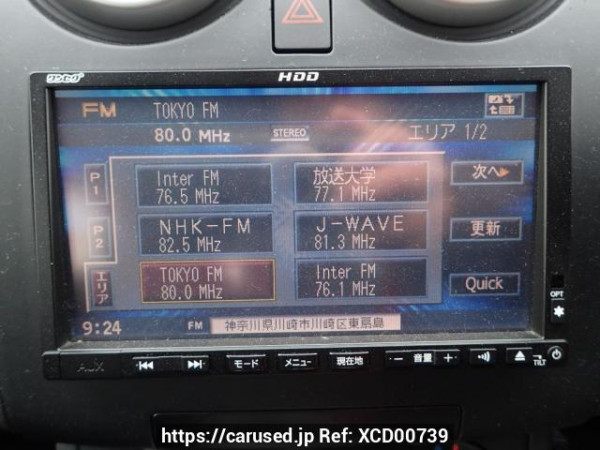 ワンセグ
HDD
FM TOKYO FM
80.0 MHz STEREO エリア 1/2
P1
Inter FM
76.5 MHz
放送大学
77.1 MHz
次へ
P2
NHK-FM
82.5 MHz
J-WAVE
81.3 MHz
更新
エリア
TOKYO FM
80.0 MHz
Inter FM
76.1 MHz
Quick
9:24 FM 神奈川県川崎市川崎区東扇島
OPT
AUX モード メニュー 現在地 − 音量 + TILT
https://carused.jp Ref: XCD00739